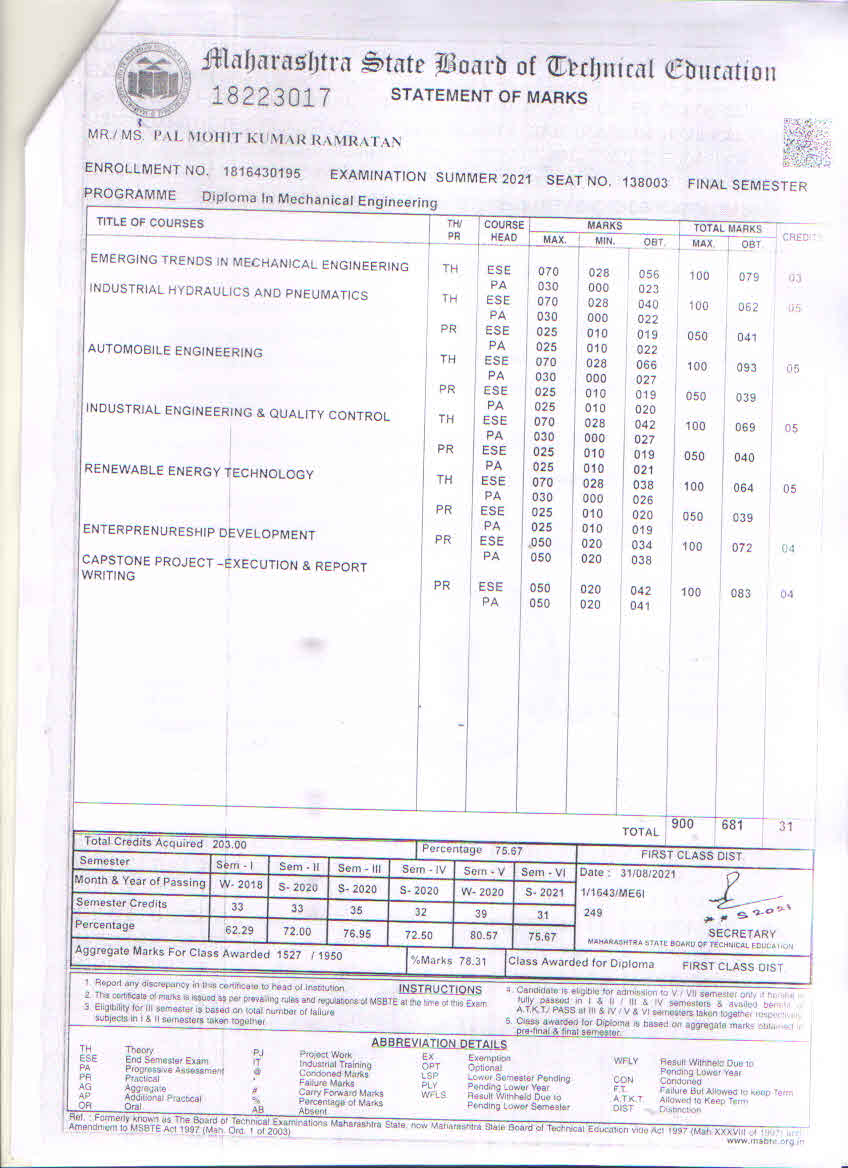 Maharashtra State Board of Technical Education
18223017 STATEMENT OF MARKS
MR./ MS. PAL MOHIT KUMAR RAMRATAN
ENROLLMENT NO. 1816430195 EXAMINATION SUMMER 2021 SEAT NO. 138003 FINAL SEMESTER
PROGRAMME Diploma In Mechanical Engineering
TITLE OF COURSES TH/ PR COURSE HEAD MARKS TOTAL MARKS CREDITS
MAX. MIN. OBT. MAX. OBT.
EMERGING TRENDS IN MECHANICAL ENGINEERING TH ESE 070 028 056 100 079 03
PA 030 000 023
INDUSTRIAL HYDRAULICS AND PNEUMATICS TH ESE 070 028 040 100 062 05
PA 030 000 022
PR ESE 025 010 019 050 041
PA 025 010 022
AUTOMOBILE ENGINEERING TH ESE 070 028 066 100 093 05
PA 030 000 027
PR ESE 025 010 019 050 039
PA 025 010 020
INDUSTRIAL ENGINEERING & QUALITY CONTROL TH ESE 070 028 042 100 069 05
PA 030 000 027
PR ESE 025 010 019 050 040
PA 025 010 021
RENEWABLE ENERGY TECHNOLOGY TH ESE 070 028 038 100 064 05
PA 030 000 026
PR ESE 025 010 020 050 039
PA 025 010 019
ENTERPRENURESHIP DEVELOPMENT PR ESE 050 020 034 100 072 04
PA 050 020 038
CAPSTONE PROJECT –EXECUTION & REPORT
WRITING
PR ESE 050 020 042 100 083 04
PA 050 020 041
TOTAL 900 681 31
Total Credits Acquired 203.00 Percentage 75.67 FIRST CLASS DIST.
Semester Sem - I Sem - II Sem - III Sem - IV Sem - V Sem - VI Date : 31/08/2021
Month & Year of Passing W- 2018 S- 2020 S- 2020 S- 2020 W- 2020 S- 2021 1/1643/ME6I
Semester Credits 33 33 35 32 39 31 249
** S2021
Percentage 62.29 72.00 76.95 72.50 80.57 75.67 SECRETARY
MAHARASHTRA STATE BOARD OF TECHNICAL EDUCATION
Aggregate Marks For Class Awarded 1527 / 1950 %Marks 78.31 Class Awarded for Diploma FIRST CLASS DIST
INSTRUCTIONS
1. Report any discrepancy in this certificate to head of Institution.
2. This certificate of marks is issued as per prevailing rules and regulations of MSBTE at the time of this Exam
3. Eligibility for III semester is based on total number of failure
subjects in I & II semesters taken together
4. Candidate is eligible for admission to V / VII semester only if he/she is
fully passed in I & II / III & IV semesters & availed benefit of
A.T.K.T./ PASS at III & IV / V & VI semesters taken together respectively
5. Class awarded for Diploma is based on aggregate marks obtained in
pre-final & final semester.
ABBREVIATION DETAILS
TH Theory
ESE End Semester Exam
PA Progressive Assessment
PR Practical
AG Aggregate
AP Additional Practical
OR Oral
PJ Project Work
IT Industrial Training
@ Condoned Marks
* Failure Marks
# Carry Forward Marks
% Percentage of Marks
AB Absent
EX Exemption
OPT Optional
LSP Lower Semester Pending
PLY Pending Lower Year
WFLS Result Withheld Due to
Pending Lower Semester
WFLY Result Withheld Due to
Pending Lower Year
CON Condoned
F.T. Failure But Allowed to keep Term
A.T.K.T. Allowed to Keep Term
DIST Distinction
Ref. : Formerly known as The Board of Technical Examinations Maharashtra State, now Maharashtra State Board of Technical Education vide Act 1997 (Mah.XXXVIII of 1997) and
Amendment to MSBTE Act 1997 (Mah. Ord. 1 of 2003)
www.msbte.org.in